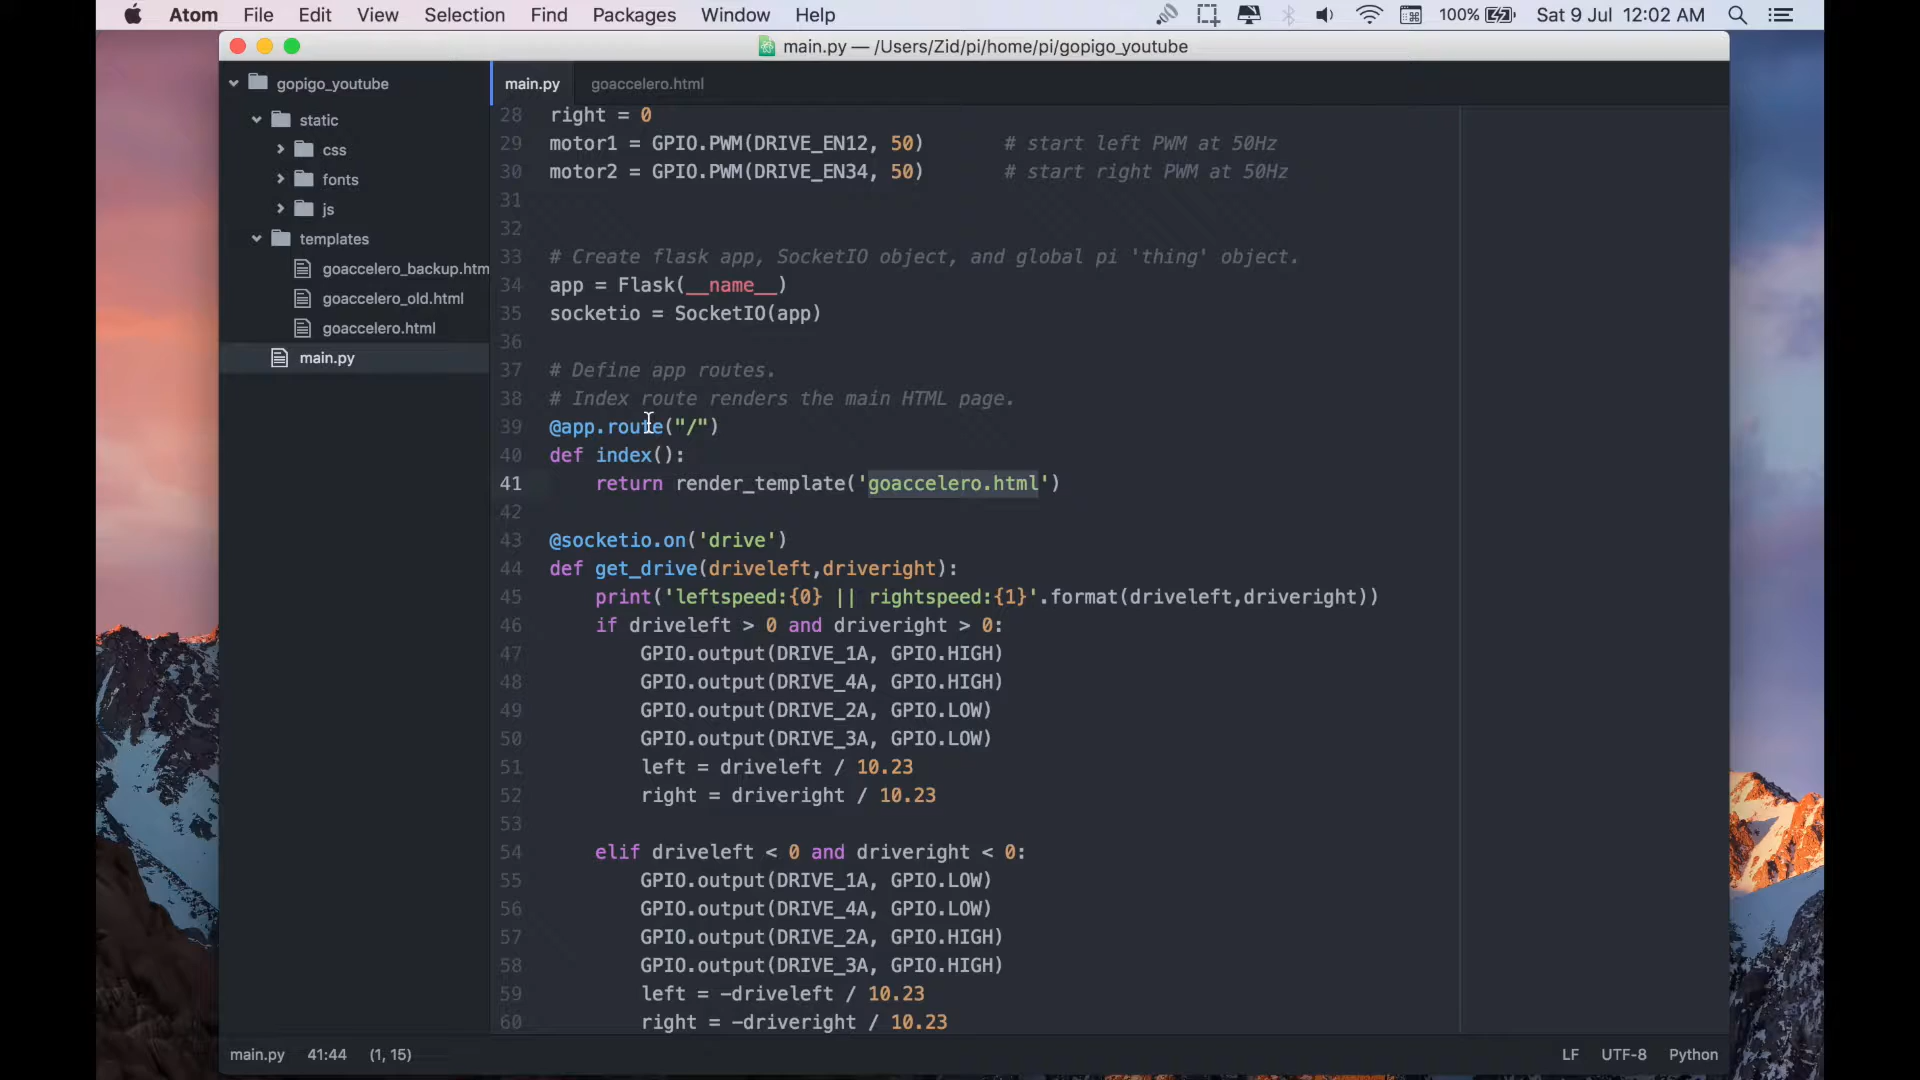 Atom File Edit View Selection Find Packages Window Help 100% Sat 9 Jul 12:02 AM
main.py — /Users/Zid/pi/home/pi/gopigo_youtube
gopigo_youtube
static
css
fonts
js
templates
goaccelero_backup.htm
goaccelero_old.html
goaccelero.html
main.py
main.py goaccelero.html
28 right = 0
29 motor1 = GPIO.PWM(DRIVE_EN12, 50) # start left PWM at 50Hz
30 motor2 = GPIO.PWM(DRIVE_EN34, 50) # start right PWM at 50Hz
31
32
33 # Create flask app, SocketIO object, and global pi 'thing' object.
34 app = Flask(__name__)
35 socketio = SocketIO(app)
36
37 # Define app routes.
38 # Index route renders the main HTML page.
39 @app.route("/")
40 def index():
41 return render_template('goaccelero.html')
42
43 @socketio.on('drive')
44 def get_drive(driveleft,driveright):
45 print('leftspeed:{0} || rightspeed:{1}'.format(driveleft,driveright))
46 if driveleft > 0 and driveright > 0:
47 GPIO.output(DRIVE_1A, GPIO.HIGH)
48 GPIO.output(DRIVE_4A, GPIO.HIGH)
49 GPIO.output(DRIVE_2A, GPIO.LOW)
50 GPIO.output(DRIVE_3A, GPIO.LOW)
51 left = driveleft / 10.23
52 right = driveright / 10.23
53
54 elif driveleft < 0 and driveright < 0:
55 GPIO.output(DRIVE_1A, GPIO.LOW)
56 GPIO.output(DRIVE_4A, GPIO.LOW)
57 GPIO.output(DRIVE_2A, GPIO.HIGH)
58 GPIO.output(DRIVE_3A, GPIO.HIGH)
59 left = -driveleft / 10.23
60 right = -driveright / 10.23
main.py 41:44 (1, 15) LF UTF-8 Python